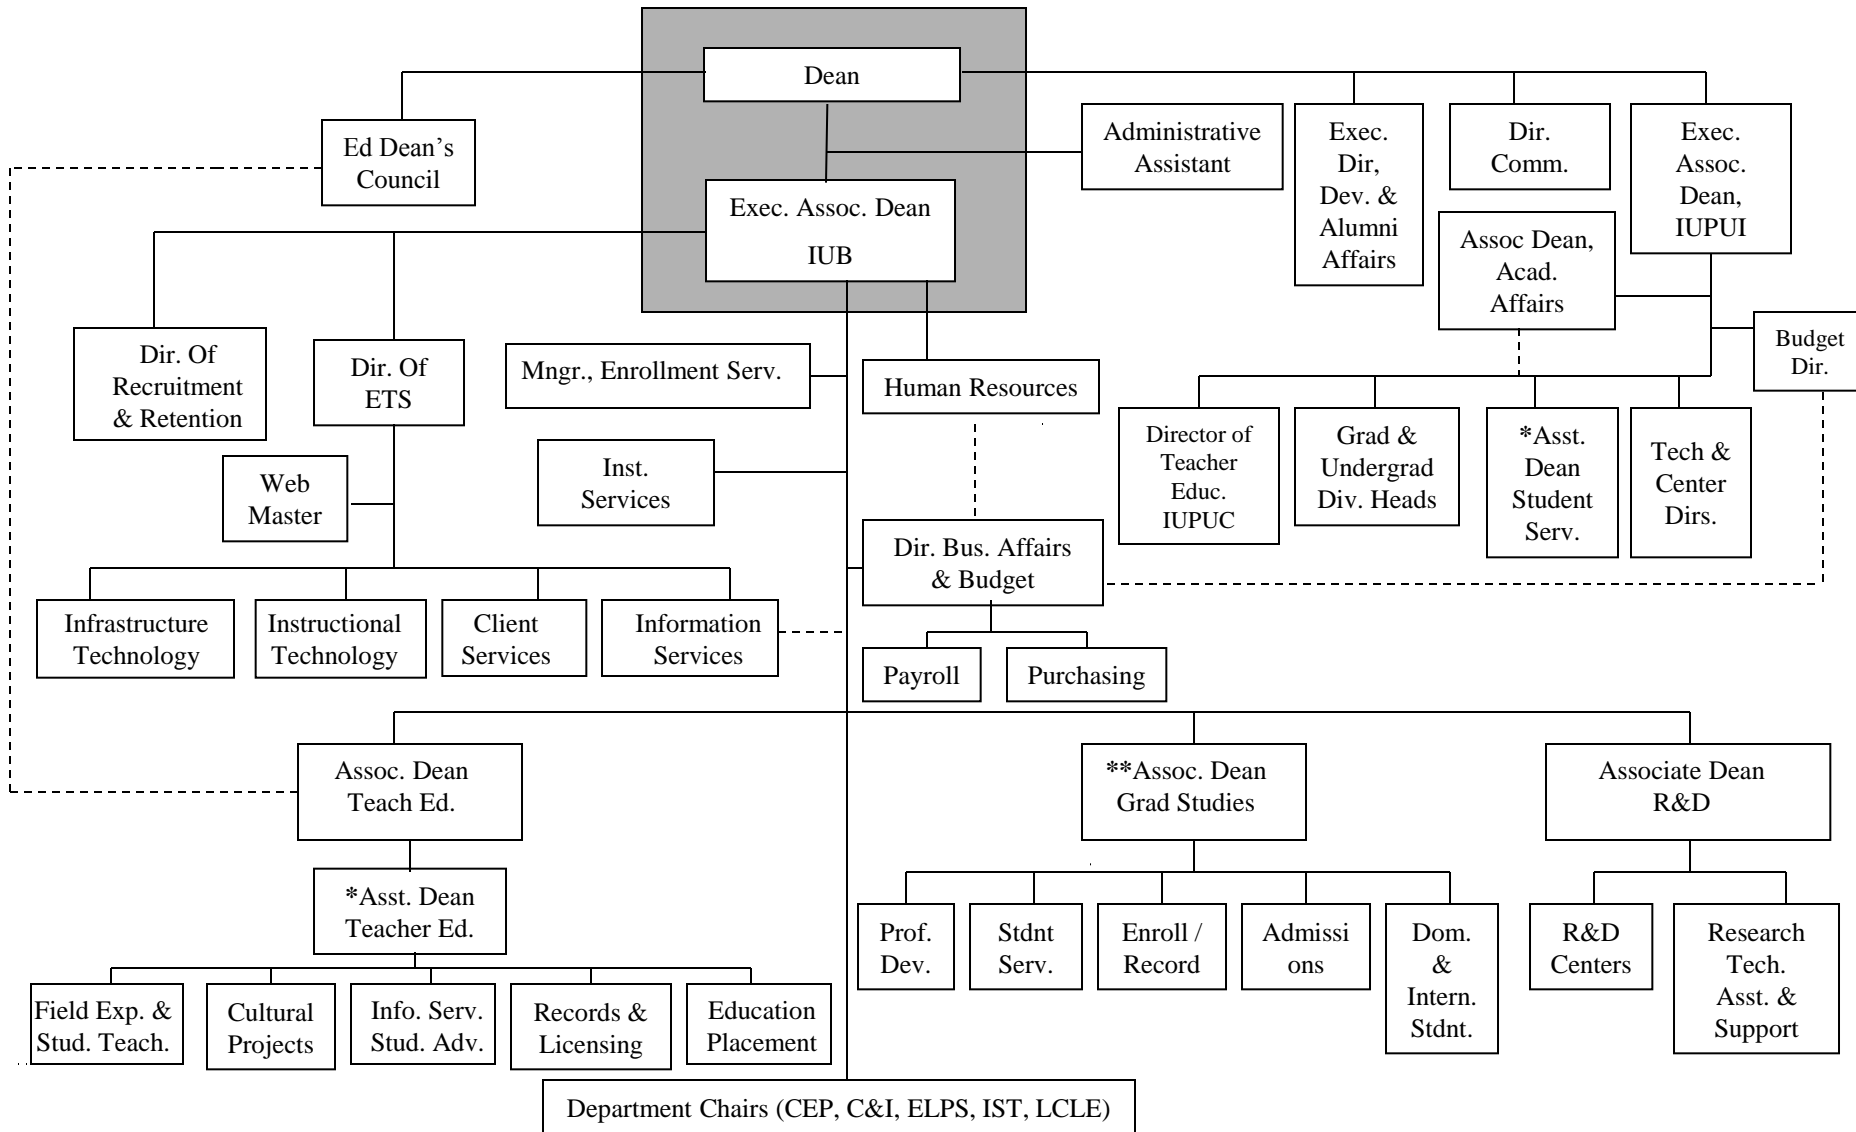 Dean
Ed Dean’s
Council
Administrative
Assistant
Exec.
Dir,
Dev. &
Alumni
Affairs
Dir.
Comm.
Exec.
Assoc.
Dean,
IUPUI
Exec. Assoc. Dean
IUB
Assoc Dean,
Acad.
Affairs
Budget
Dir.
Dir. Of
Recruitment
& Retention
Dir. Of
ETS
Mngr., Enrollment Serv.
Human Resources
Web
Master
Inst.
Services
Director of
Teacher
Educ.
IUPUC
Grad &
Undergrad
Div. Heads
*Asst.
Dean
Student
Serv.
Tech &
Center
Dirs.
Dir. Bus. Affairs
& Budget
Infrastructure
Technology
Instructional
Technology
Client
Services
Information
Services
Payroll
Purchasing
Assoc. Dean
Teach Ed.
**Assoc. Dean
Grad Studies
Associate Dean
R&D
*Asst. Dean
Teacher Ed.
Prof.
Dev.
Stdnt
Serv.
Enroll /
Record
Admissi
ons
Dom.
&
Intern.
Stdnt.
R&D
Centers
Research
Tech.
Asst. &
Support
Field Exp. &
Stud. Teach.
Cultural
Projects
Info. Serv.
Stud. Adv.
Records &
Licensing
Education
Placement
Department Chairs (CEP, C&I, ELPS, IST, LCLE)